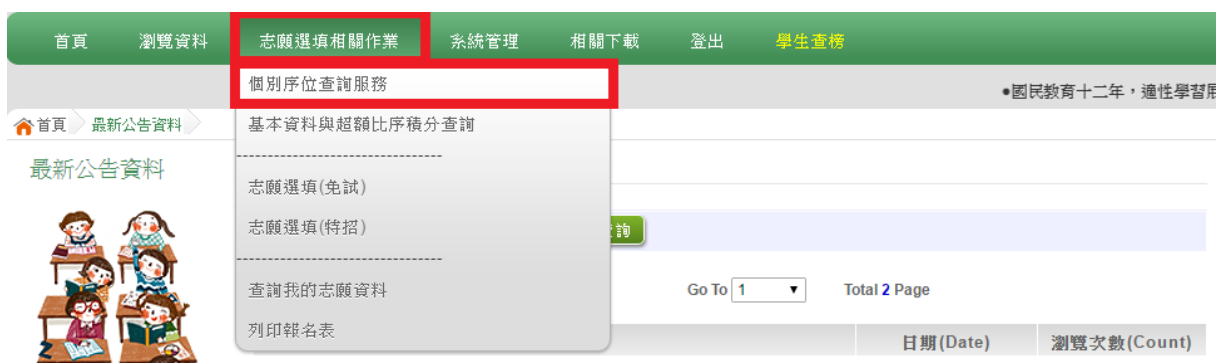 首頁 瀏覽資料 志願選填相關作業 系統管理 相關下載 登出 學生查榜
個別序位查詢服務
●國民教育十二年，適性學習展
首頁 最新公告資料
基本資料與超額比序積分查詢
最新公告資料
--------------------------------
志願選填(免試)
志願選填(特招)
詢
--------------------------------
查詢我的志願資料
Go To 1 Total 2 Page
列印報名表
日期(Date) 瀏覽次數(Count)